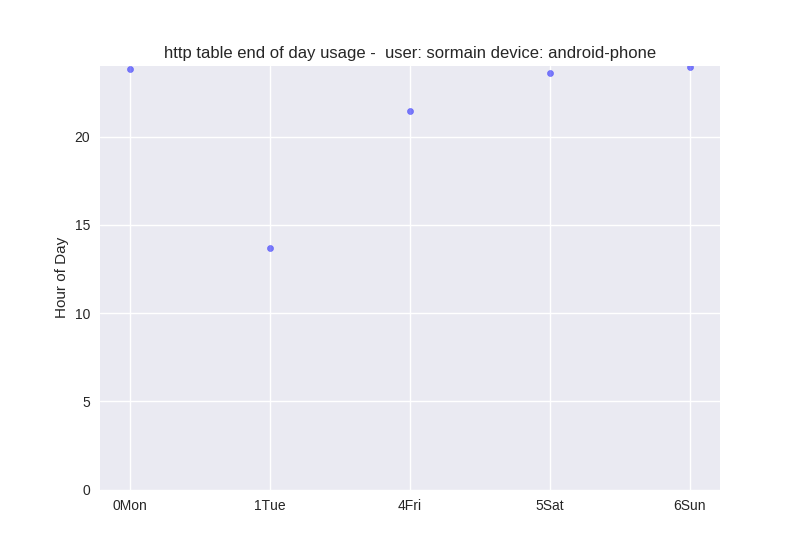 http table end of day usage -  user: sormain device: android-phone
20
15
10
5
0
Hour of Day
0Mon 1Tue 4Fri 5Sat 6Sun